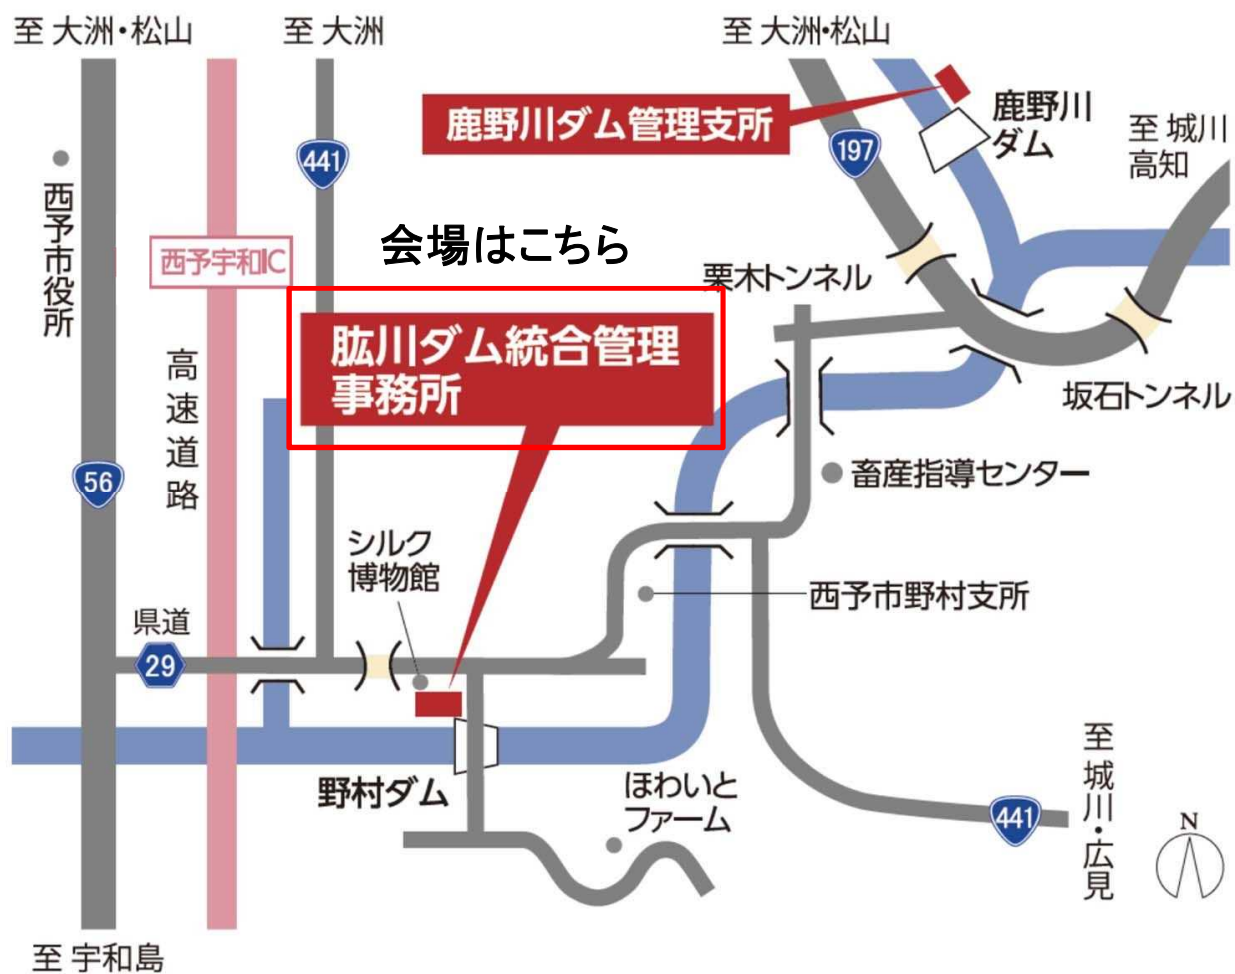 至 大洲・松山
至 大洲
至 大洲・松山
鹿野川ダム管理支所
鹿野川
ダム
至 城川
高知
441
197
西予市役所
西予宇和IC
会場はこちら
栗木トンネル
肱川ダム統合管理
事務所
高速道路
坂石トンネル
56
畜産指導センター
シルク
博物館
西予市野村支所
県道
29
野村ダム
ほわいと
ファーム
441
至 城川・広見
N
至 宇和島